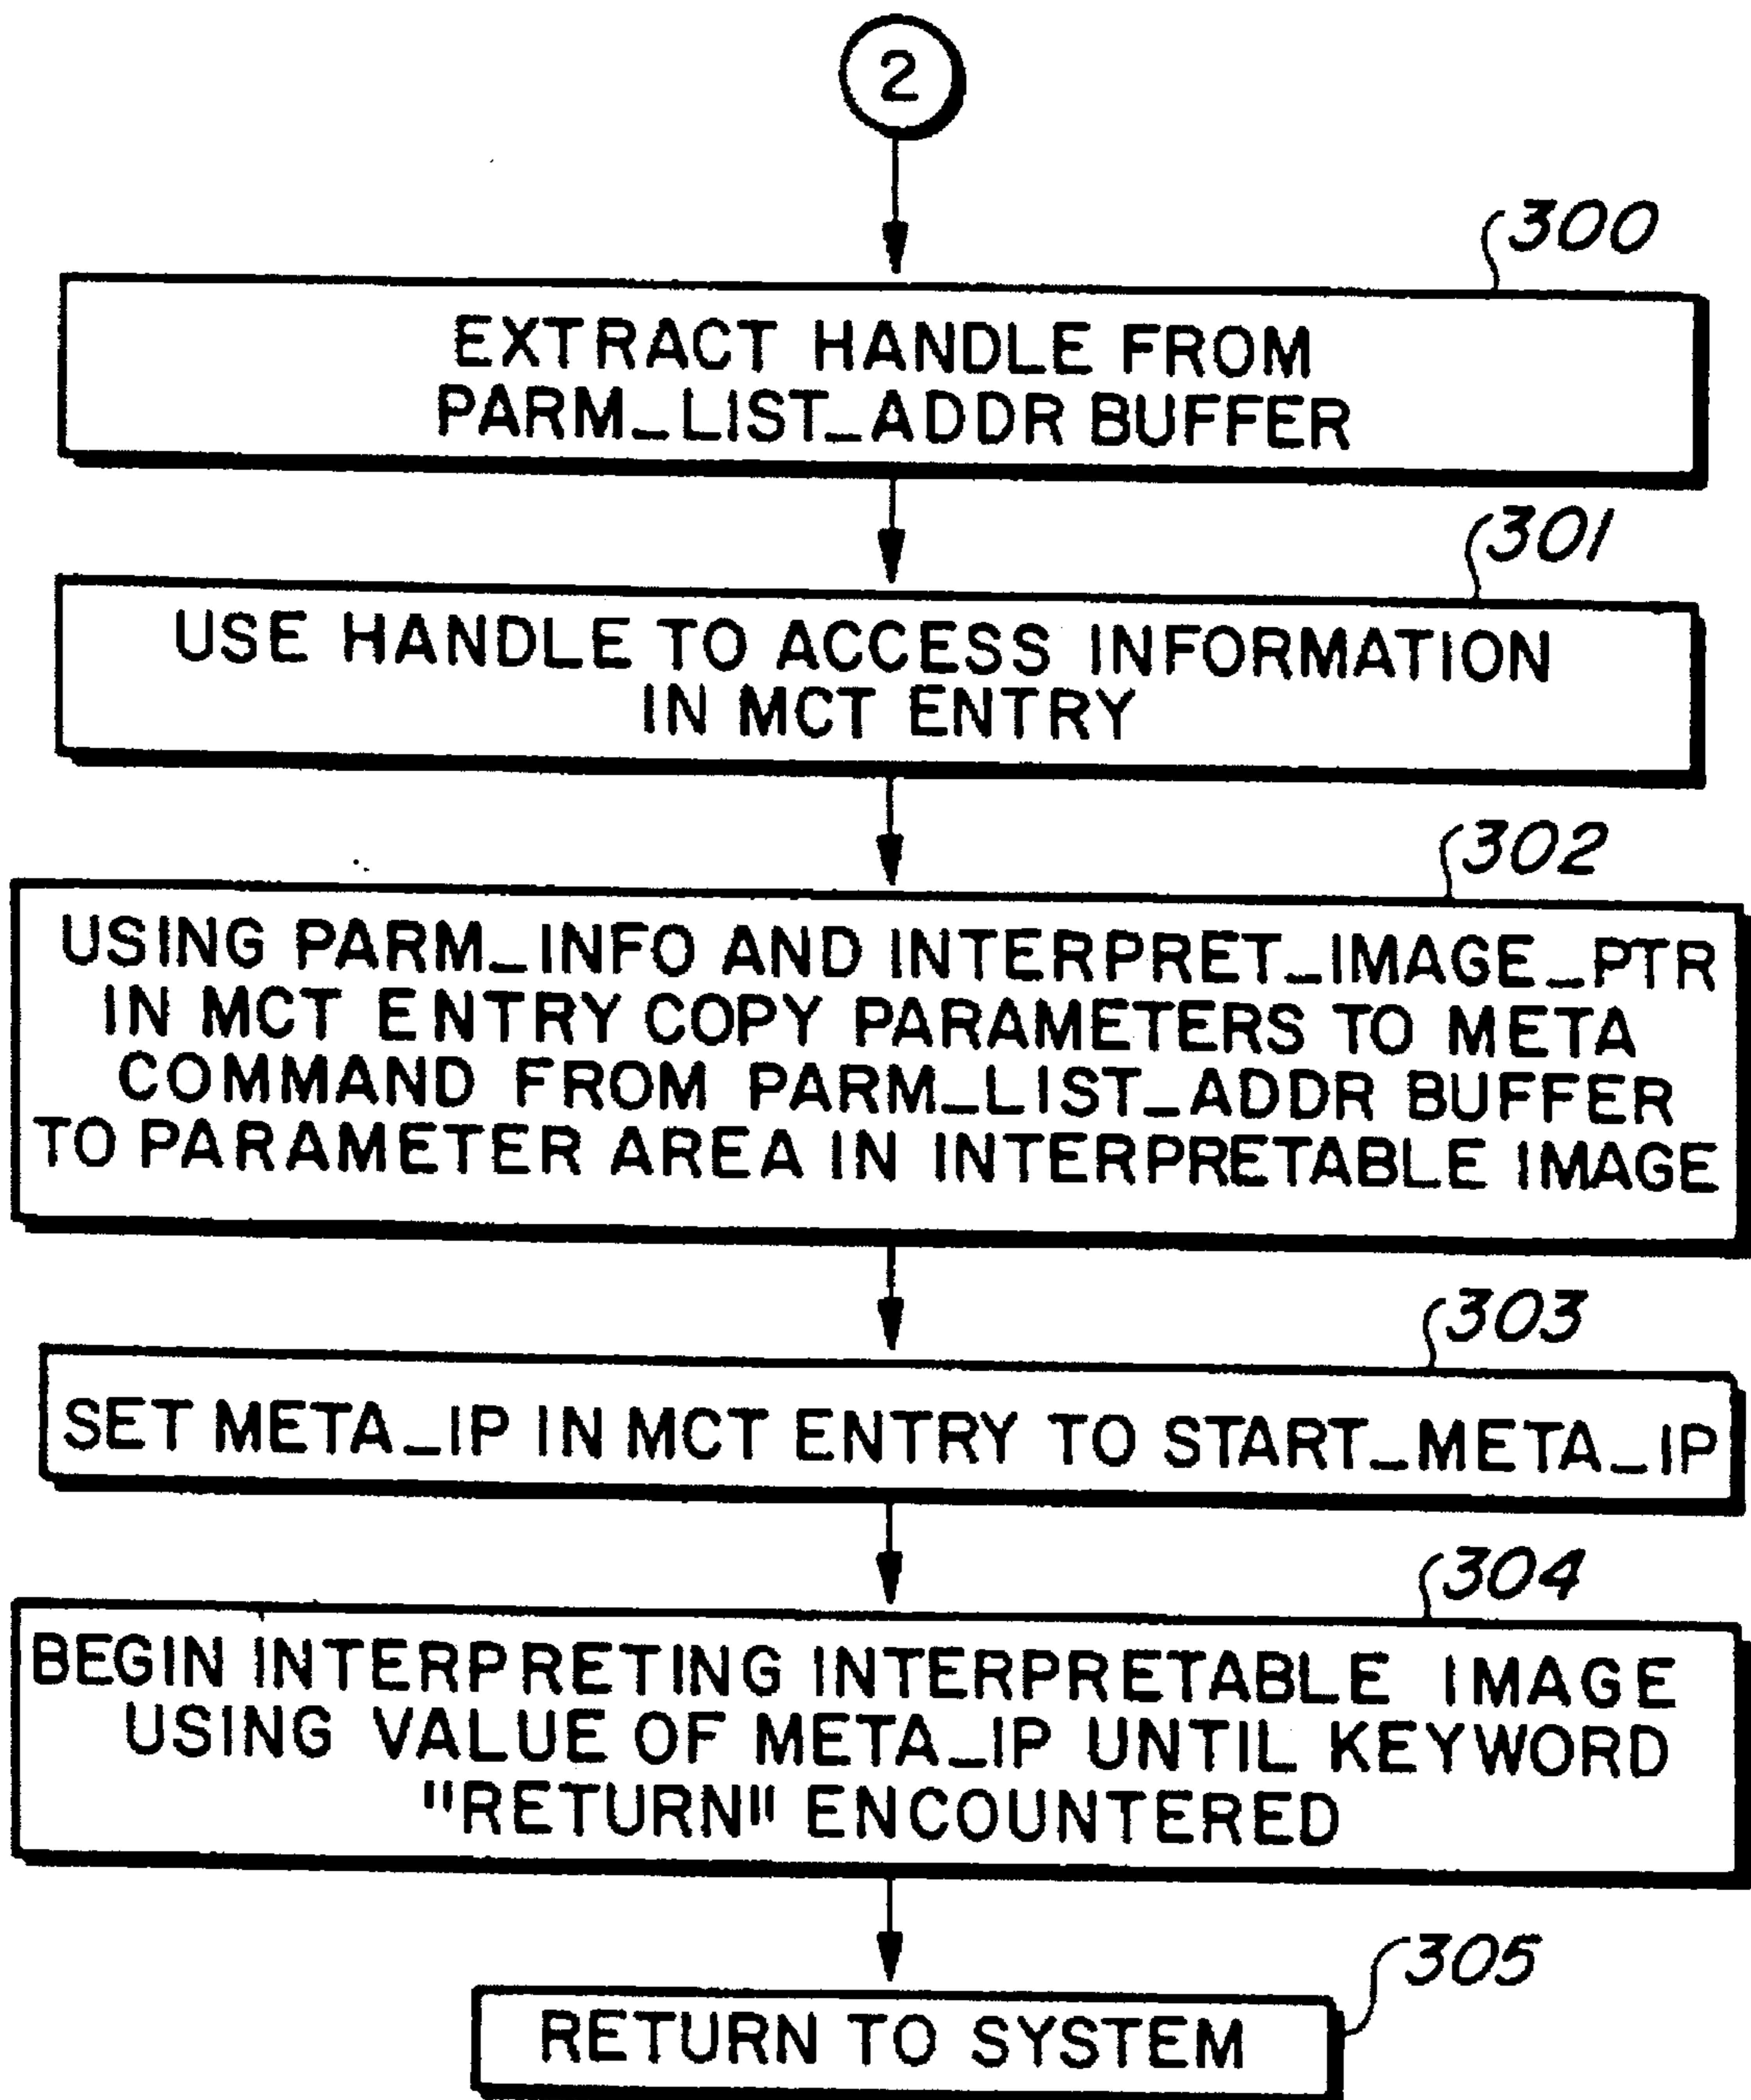 2
300
EXTRACT HANDLE FROM
PARM_LIST_ADDR BUFFER
301
USE HANDLE TO ACCESS INFORMATION
IN MCT ENTRY
302
USING PARM_INFO AND INTERPRET_IMAGE_PTR
IN MCT ENTRY COPY PARAMETERS TO META
COMMAND FROM PARM_LIST_ADDR BUFFER
TO PARAMETER AREA IN INTERPRETABLE IMAGE
303
SET META_IP IN MCT ENTRY TO START_META_IP
304
BEGIN INTERPRETING INTERPRETABLE IMAGE
USING VALUE OF META_IP UNTIL KEYWORD
"RETURN" ENCOUNTERED
305
RETURN TO SYSTEM